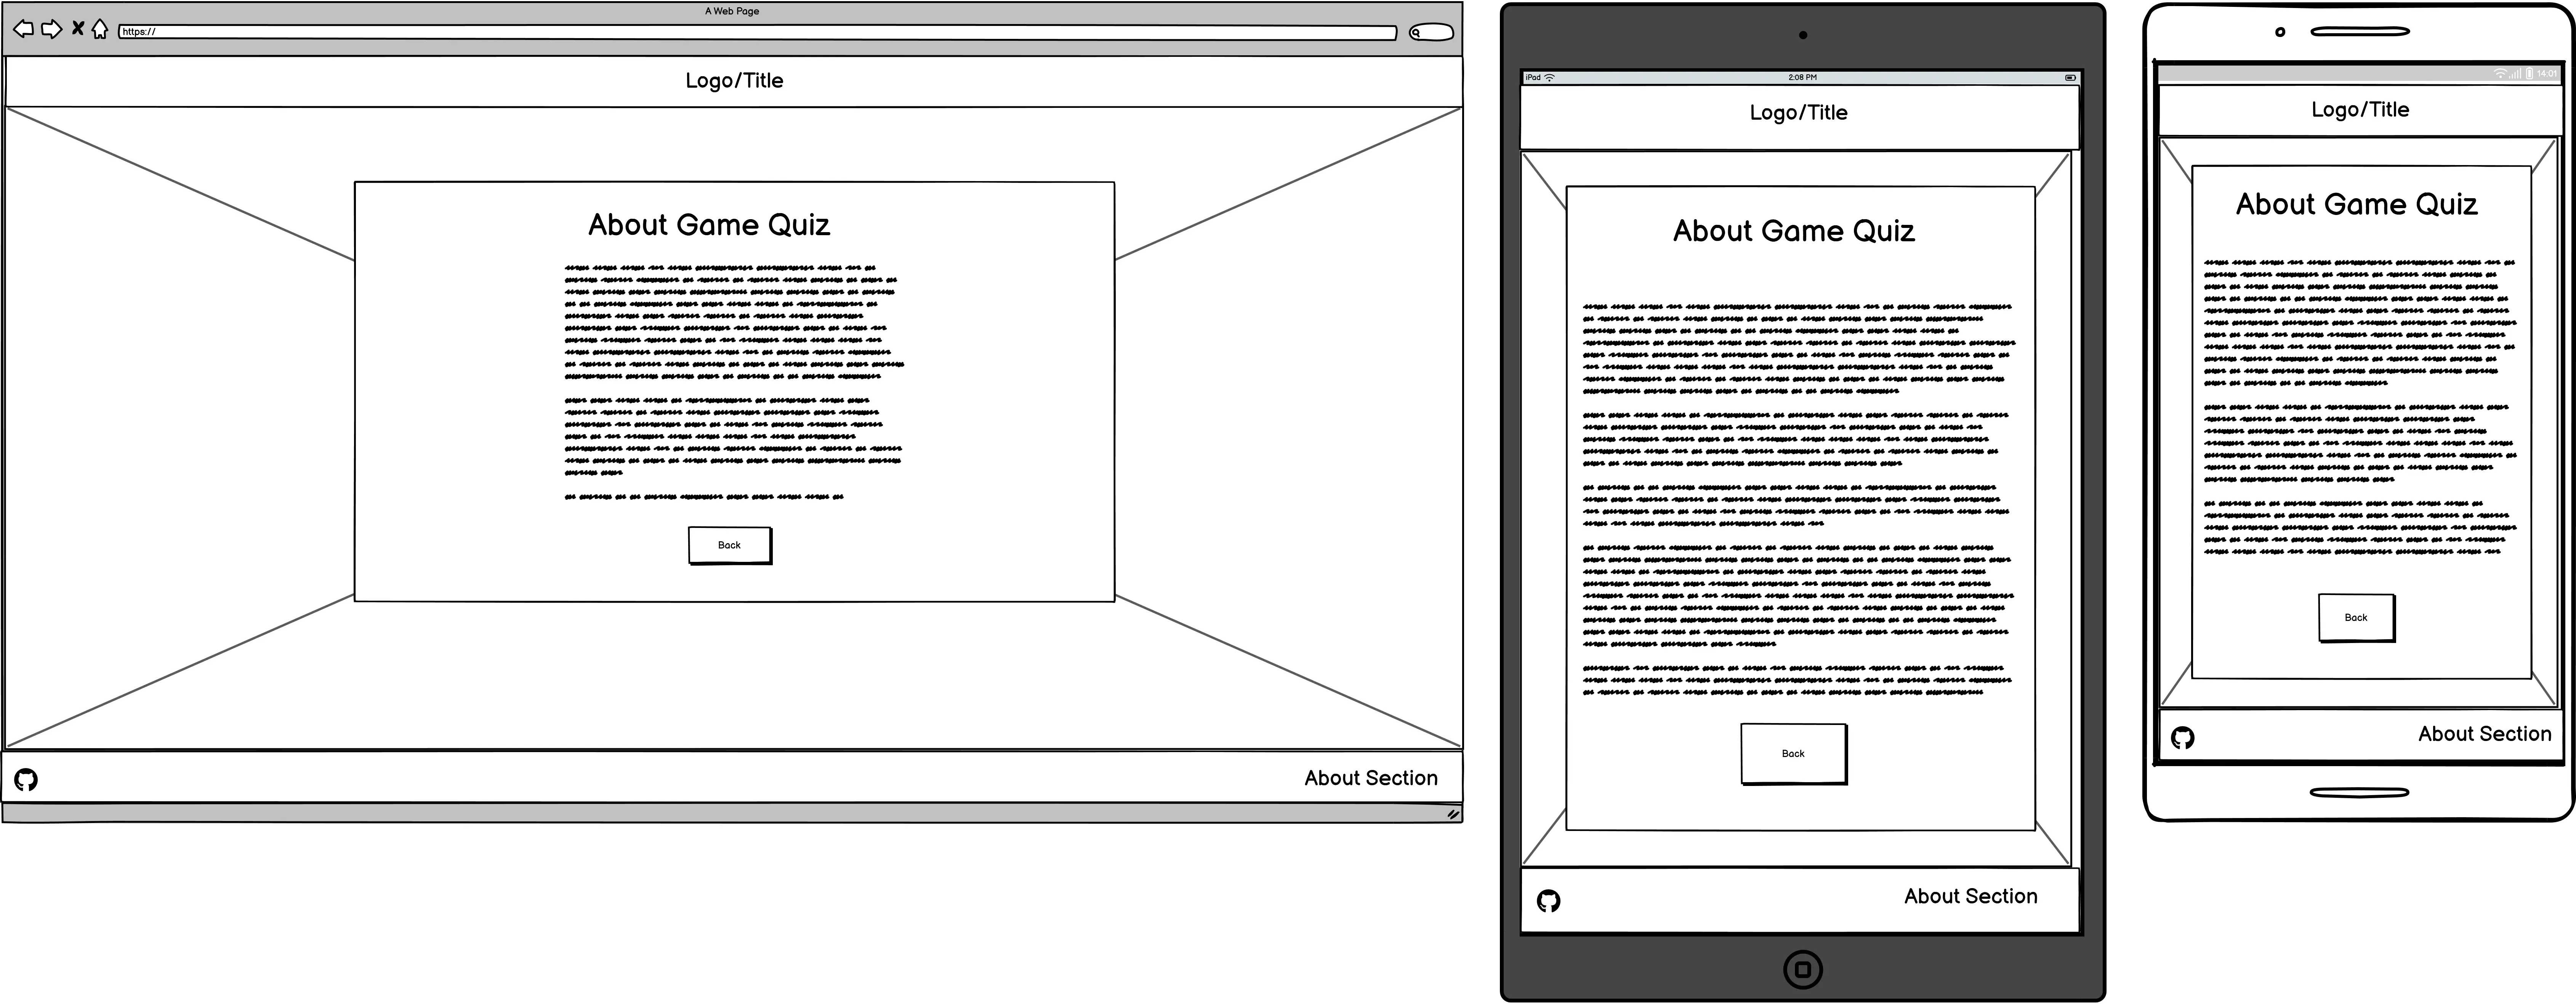 A Web Page
https://
Logo/Title
About Game Quiz
Back
About Section
iPad
2:08 PM
Logo/Title
About Game Quiz
Back
About Section
14:01
Logo/Title
About Game Quiz
Back
About Section